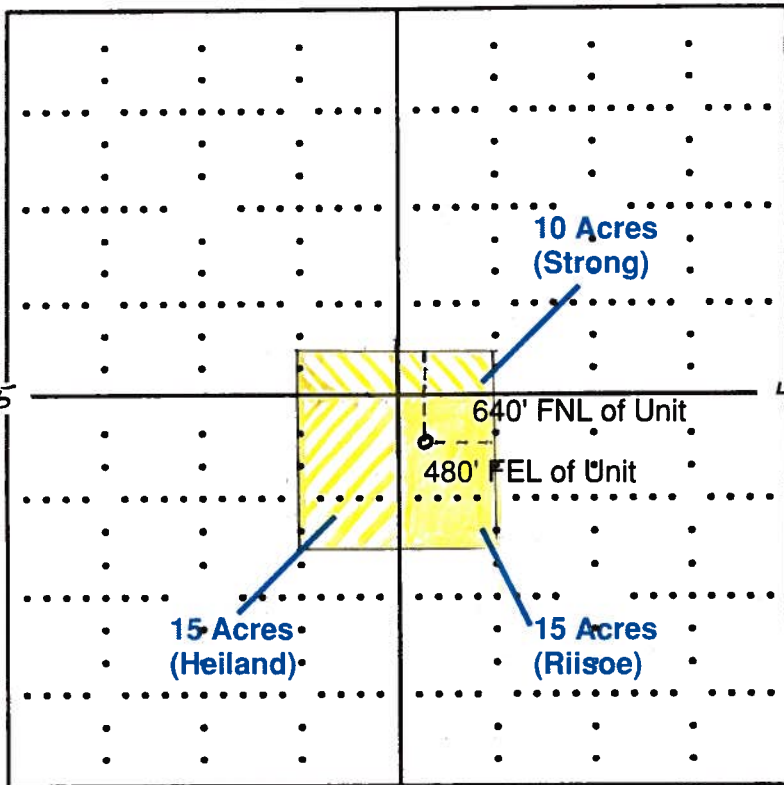 10 Acres
(Strong)
640' FNL of Unit
480' FEL of Unit
15 Acres
(Heiland)
15 Acres
(Riisoe)